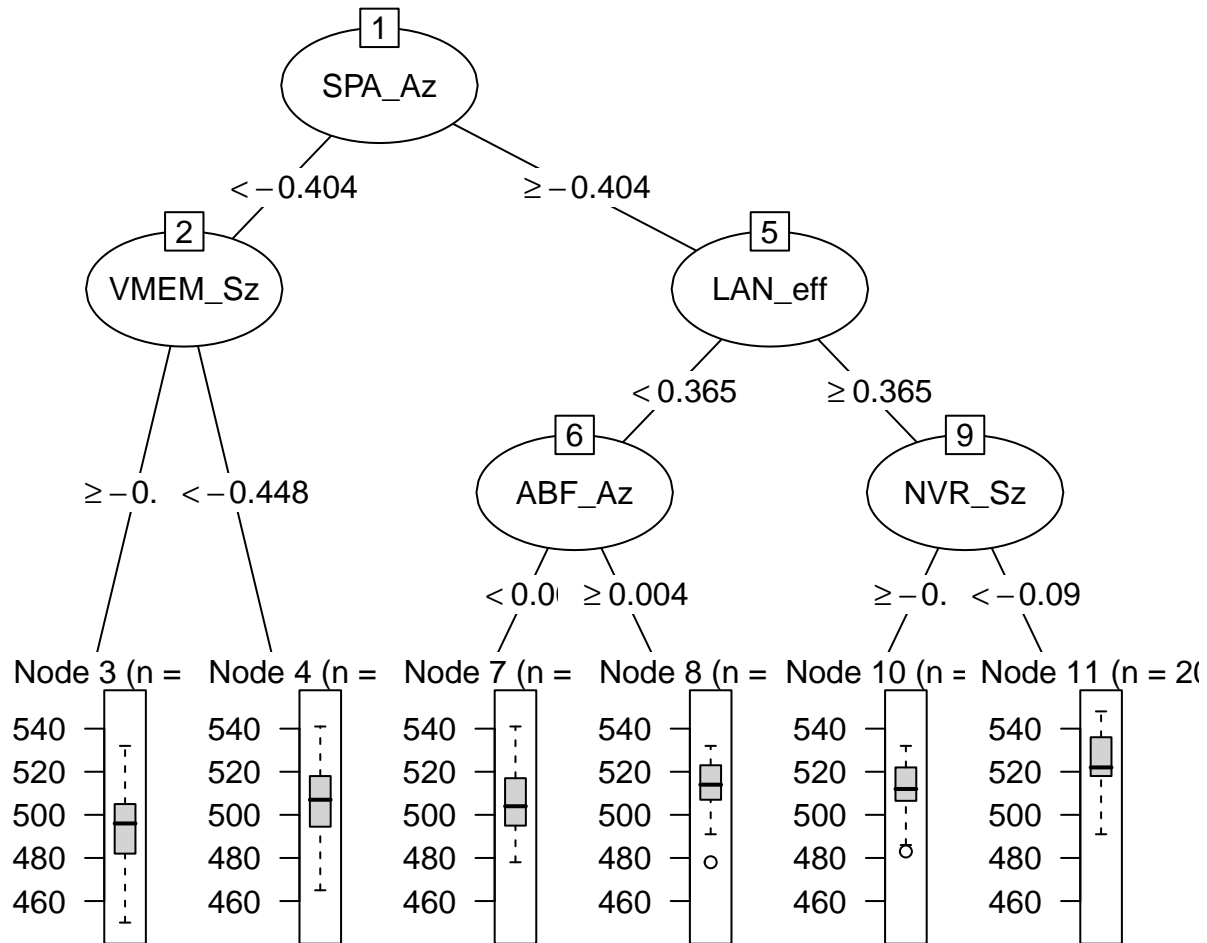 1
SPA_Az
< −0.404 ≥ −0.404
2 5
VMEM_Sz LAN_eff
< 0.365 ≥ 0.365
6 9
≥ −0. < −0.448 ABF_Az NVR_Sz
< 0.0 ≥ 0.004 ≥ −0. < −0.09
Node 3 (n = Node 4 (n = Node 7 (n = Node 8 (n = Node 10 (n = Node 11 (n = 20
540 540 540 540 540 540
520 520 520 520 520 520
500 500 500 500 500 500
480 480 480 480 480 480
460 460 460 460 460 460